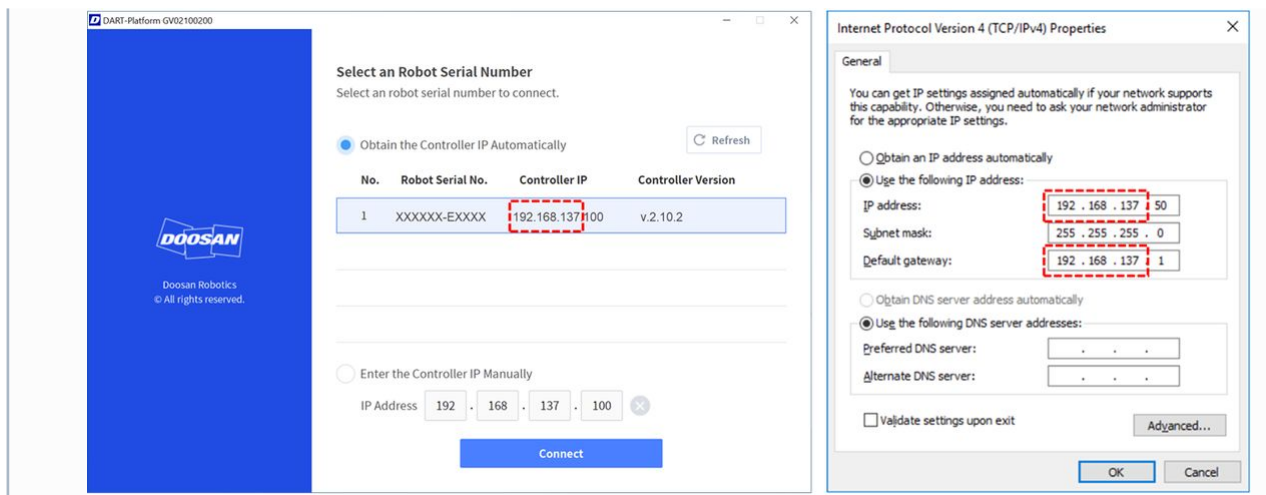 DART-Platform GV02100200
Select an Robot Serial Number
Select an robot serial number to connect.
Obtain the Controller IP Automatically
Refresh
No. Robot Serial No. Controller IP Controller Version
1 XXXXXX-EXXXX 192.168.137.100 v.2.10.2
DOOSAN
Doosan Robotics
© All rights reserved.
Enter the Controller IP Manually
IP Address 192 . 168 . 137 . 100
Connect
Internet Protocol Version 4 (TCP/IPv4) Properties
General
You can get IP settings assigned automatically if your network supports
this capability. Otherwise, you need to ask your network administrator
for the appropriate IP settings.
Obtain an IP address automatically
Use the following IP address:
IP address: 192 . 168 . 137 . 50
Subnet mask: 255 . 255 . 255 . 0
Default gateway: 192 . 168 . 137 . 1
Obtain DNS server address automatically
Use the following DNS server addresses:
Preferred DNS server: . . .
Alternate DNS server: . . .
Validate settings upon exit
Advanced...
OK Cancel